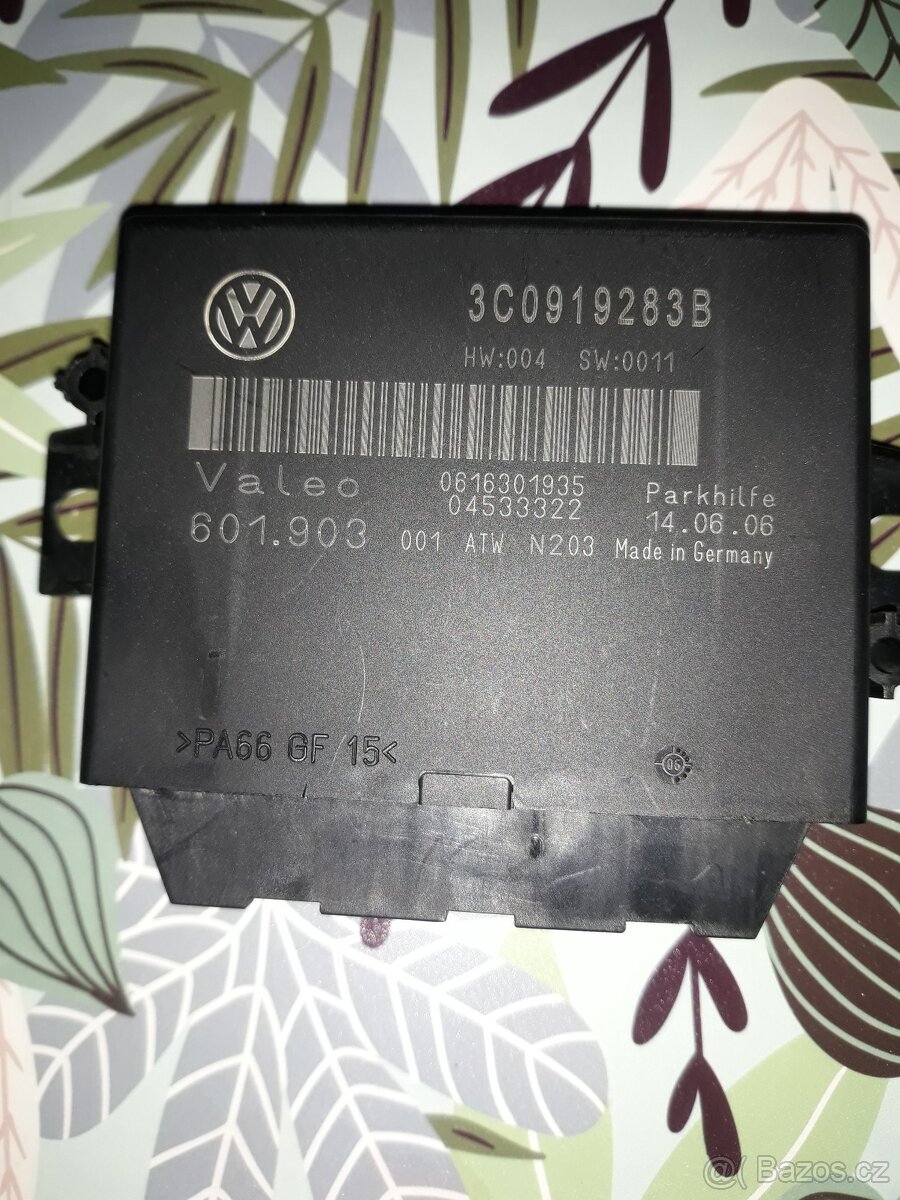 3C0919283B
HW:004 SW:0011
Valeo
0616301935
04533322
Parkhilfe
14.06.06
601.903
001 ATW N203
Made in Germany
>PA66 GF 15<
06
@ Bazos.cz